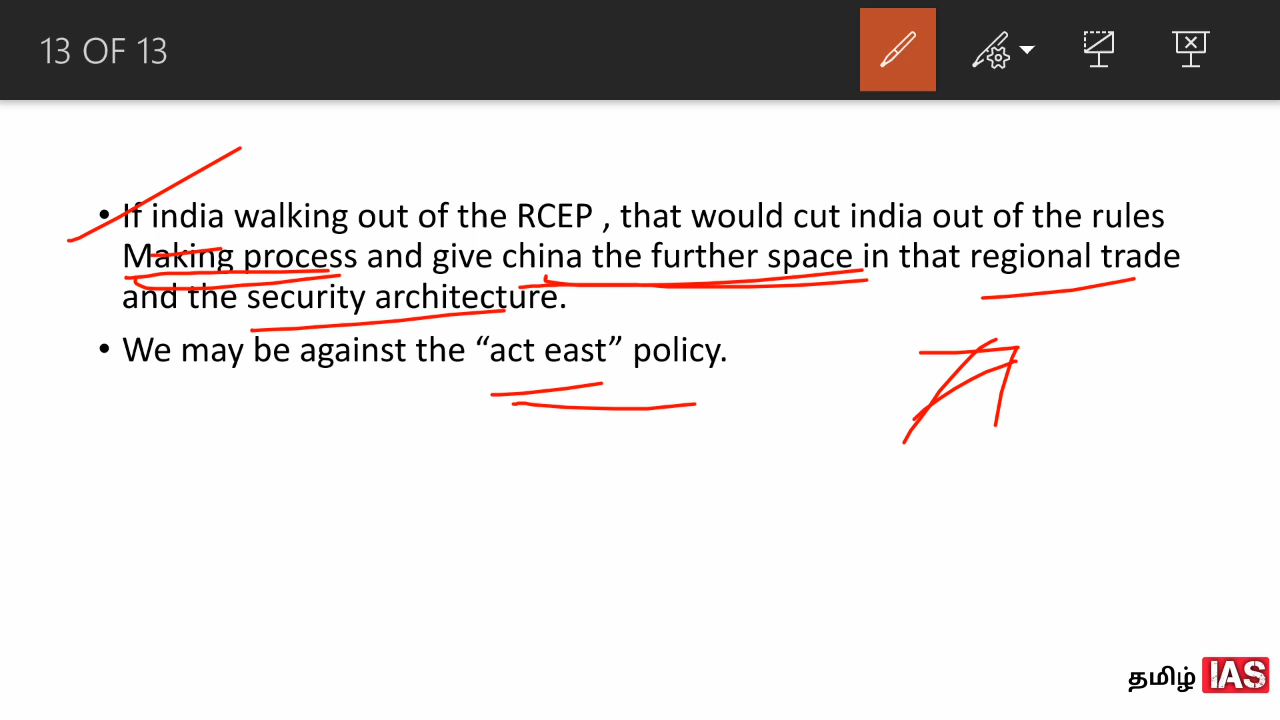 13 OF 13
• If india walking out of the RCEP , that would cut india out of the rules
Making process and give china the further space in that regional trade
and the security architecture.
• We may be against the “act east” policy.
தமிழ் IAS